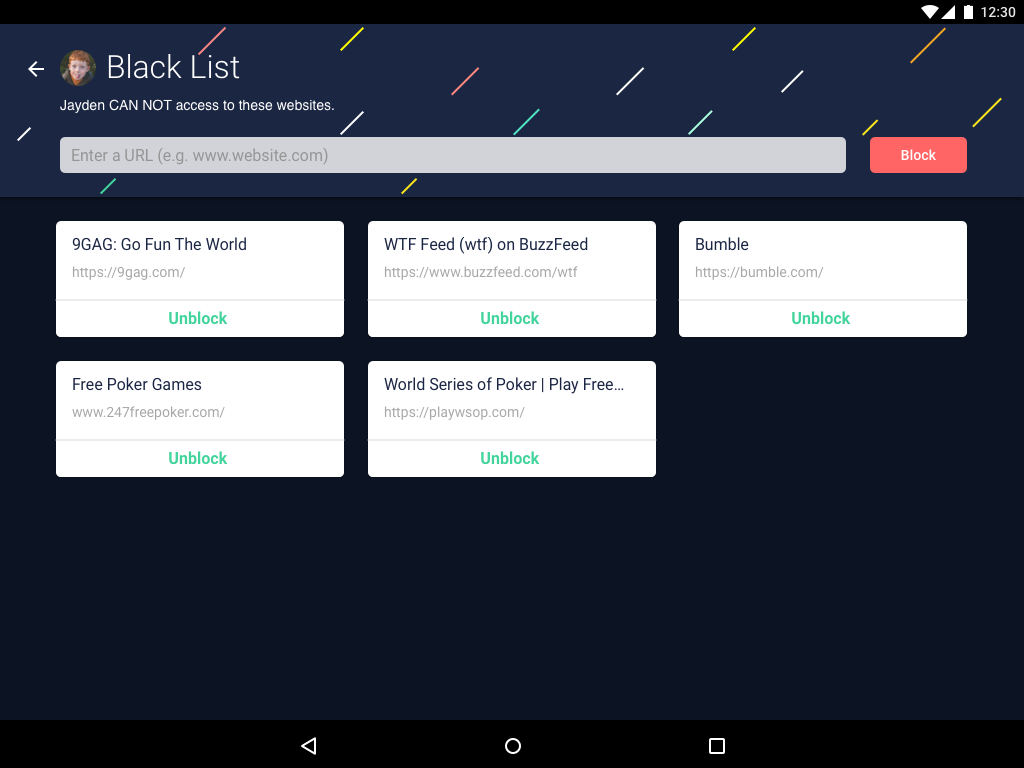 12:30
Black List
Jayden CAN NOT access to these websites.
Enter a URL (e.g. www.website.com)
Block
9GAG: Go Fun The World
https://9gag.com/
Unblock
WTF Feed (wtf) on BuzzFeed
https://www.buzzfeed.com/wtf
Unblock
Bumble
https://bumble.com/
Unblock
Free Poker Games
www.247freepoker.com/
Unblock
World Series of Poker | Play Free...
https://playwsop.com/
Unblock